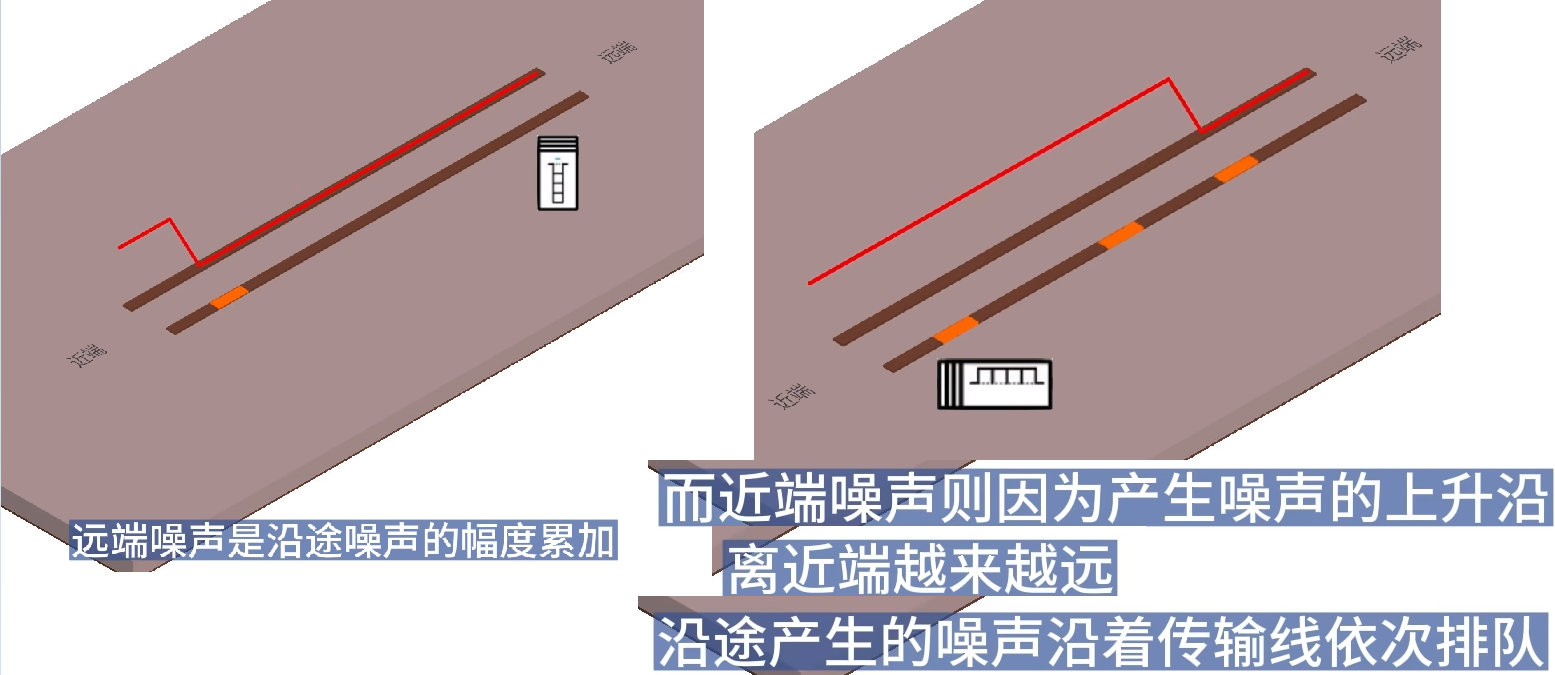 远端
近端
远端噪声是沿途噪声的幅度累加
远端
近端
而近端噪声则因为产生噪声的上升沿
离近端越来越远
沿途产生的噪声沿着传输线依次排队